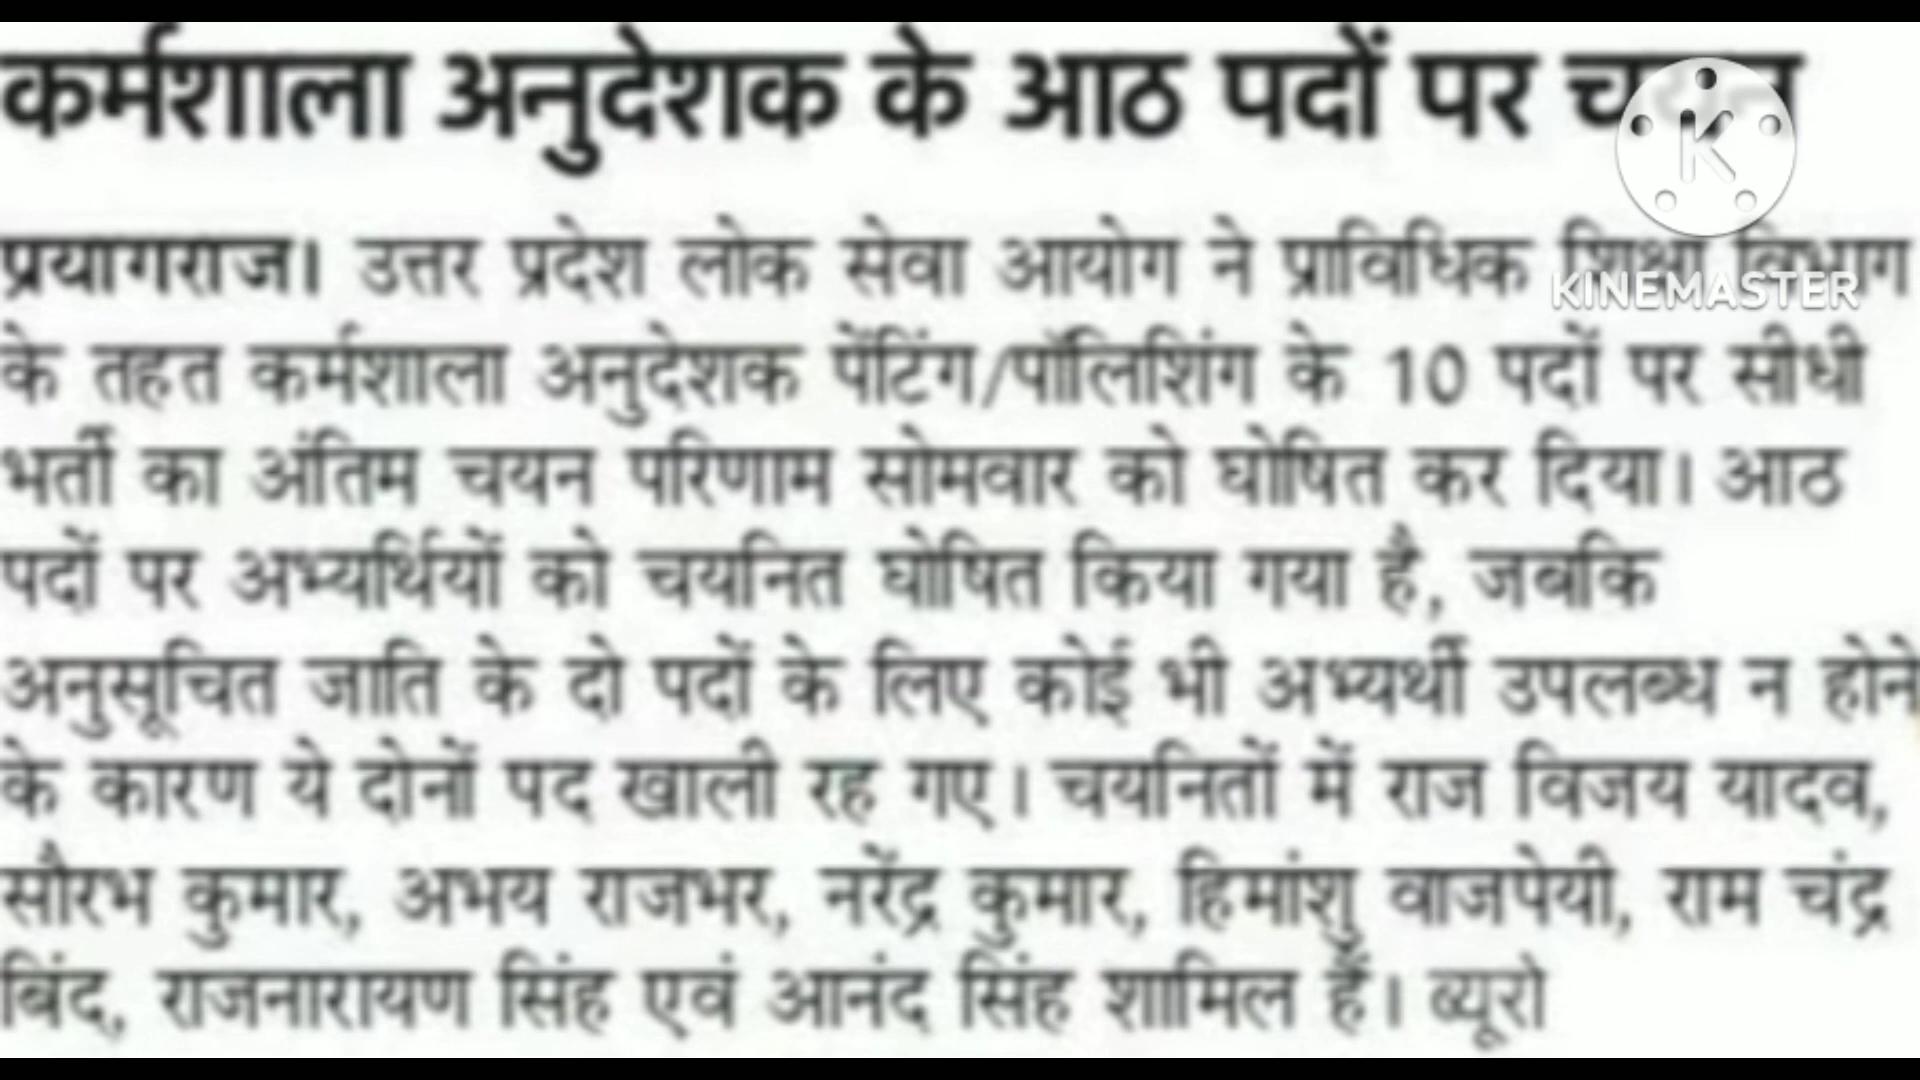 कर्मशाला अनुदेशक के आठ पदों पर चयन
प्रयागराज। उत्तर प्रदेश लोक सेवा आयोग ने प्राविधिक शिक्षा विभाग
के तहत कर्मशाला अनुदेशक पेंटिंग/पॉलिशिंग के 10 पदों पर सीधी
भर्ती का अंतिम चयन परिणाम सोमवार को घोषित कर दिया। आठ
पदों पर अभ्यर्थियों को चयनित घोषित किया गया है, जबकि
अनुसूचित जाति के दो पदों के लिए कोई भी अभ्यर्थी उपलब्ध न होने
के कारण ये दोनों पद खाली रह गए। चयनितों में राज विजय यादव,
सौरभ कुमार, अभय राजभर, नरेंद्र कुमार, हिमांशु वाजपेयी, राम चंद्र
बिंद, राजनारायण सिंह एवं आनंद सिंह शामिल हैं। ब्यूरो
K
KINEMASTER